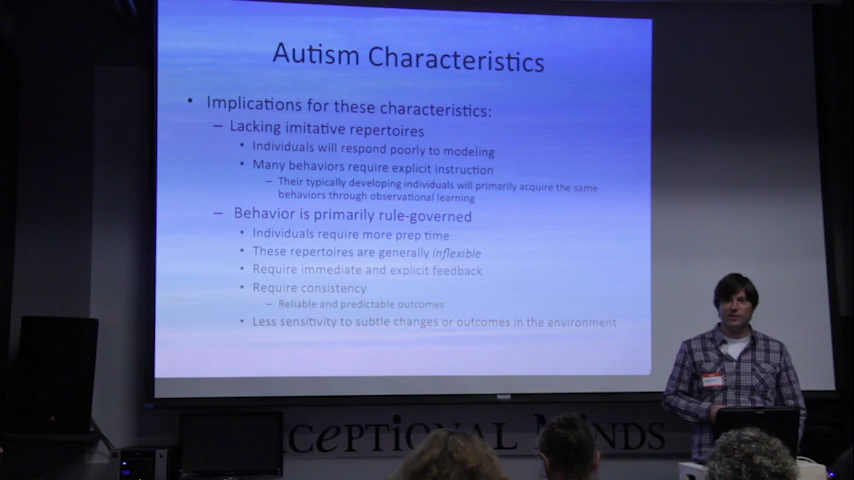 Autism Characteristics
• Implications for these characteristics:
– Lacking imitative repertoires
• Individuals will respond poorly to modeling
• Many behaviors require explicit instruction
– Their typically developing individuals will primarily acquire the same
behaviors through observational learning
– Behavior is primarily rule-governed
• Individuals require more prep time
• These repertoires are generally inflexible
• Require immediate and explicit feedback
• Require consistency
– Reliable and predictable outcomes
• Less sensitivity to subtle changes or outcomes in the environment